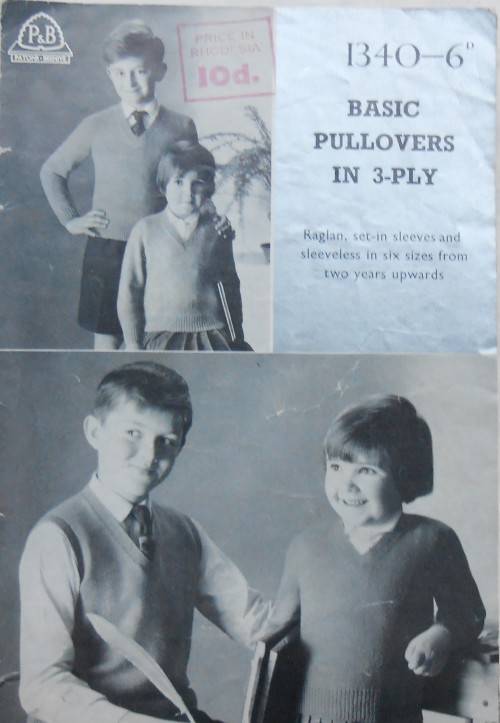 P&B
PATONS & BALDWINS
PRICE IN
RHODESIA
10d.
1340–6D
BASIC
PULLOVERS
IN 3-PLY
Raglan, set-in sleeves and
sleeveless in six sizes from
two years upwards